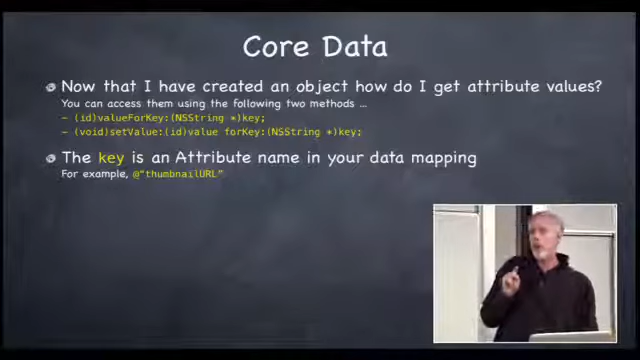 Core Data
Now that I have created an object how do I get attribute values?
You can access them using the following two methods ...
- (id)valueForKey:(NSString *)key;
- (void)setValue:(id)value forKey:(NSString *)key;
The key is an Attribute name in your data mapping
For example, @"thumbnailURL"